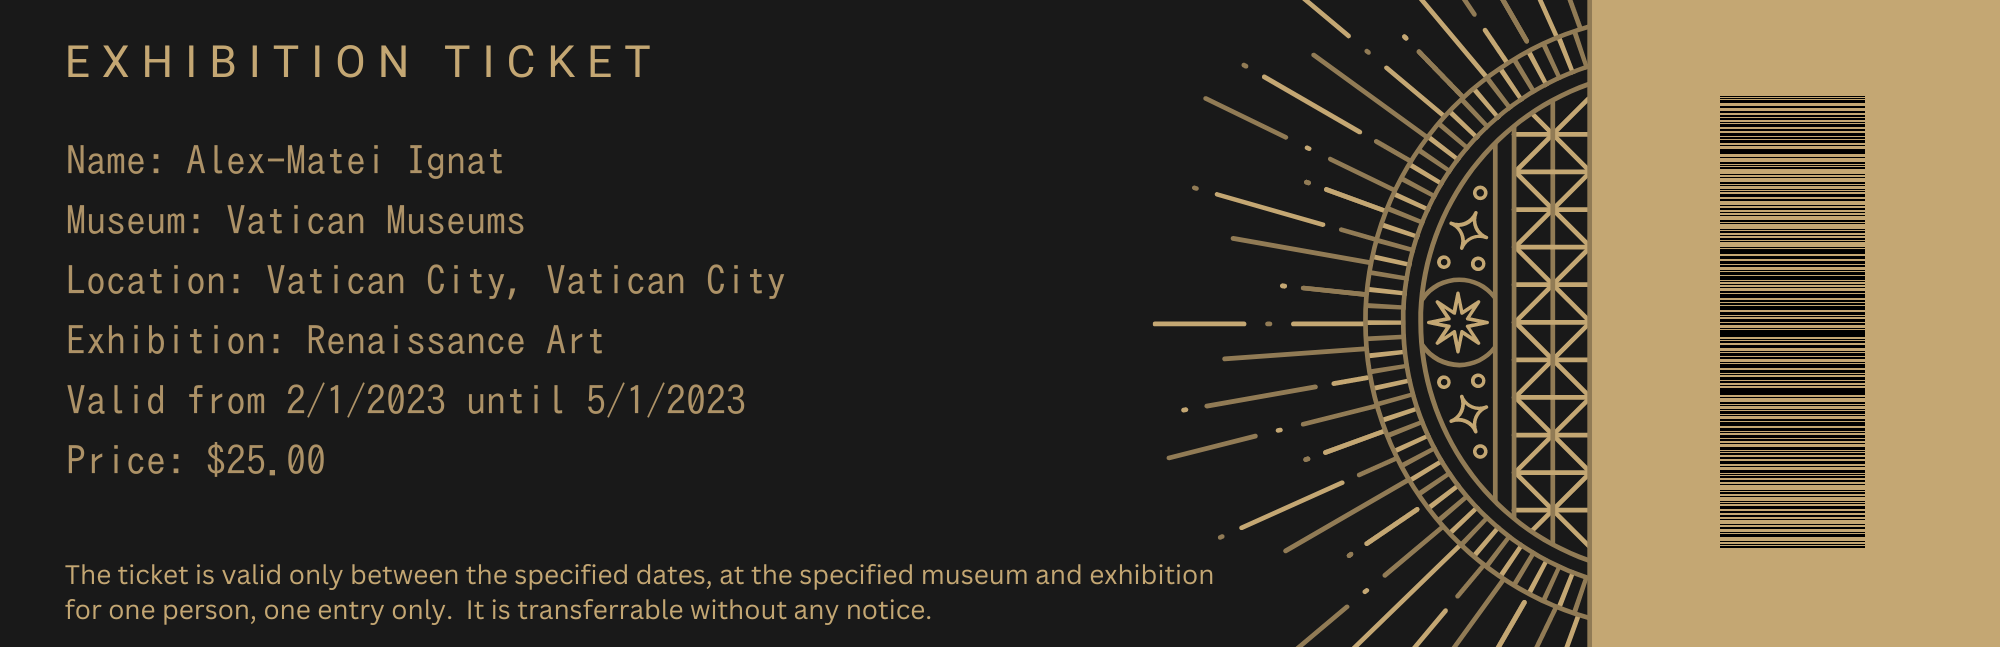 EXHIBITION TICKET
Name: Alex-Matei Ignat
Museum: Vatican Museums
Location: Vatican City, Vatican City
Exhibition: Renaissance Art
Valid from 2/1/2023 until 5/1/2023
Price: $25.00
The ticket is valid only between the specified dates, at the specified museum and exhibition
for one person, one entry only.  It is transferrable without any notice.